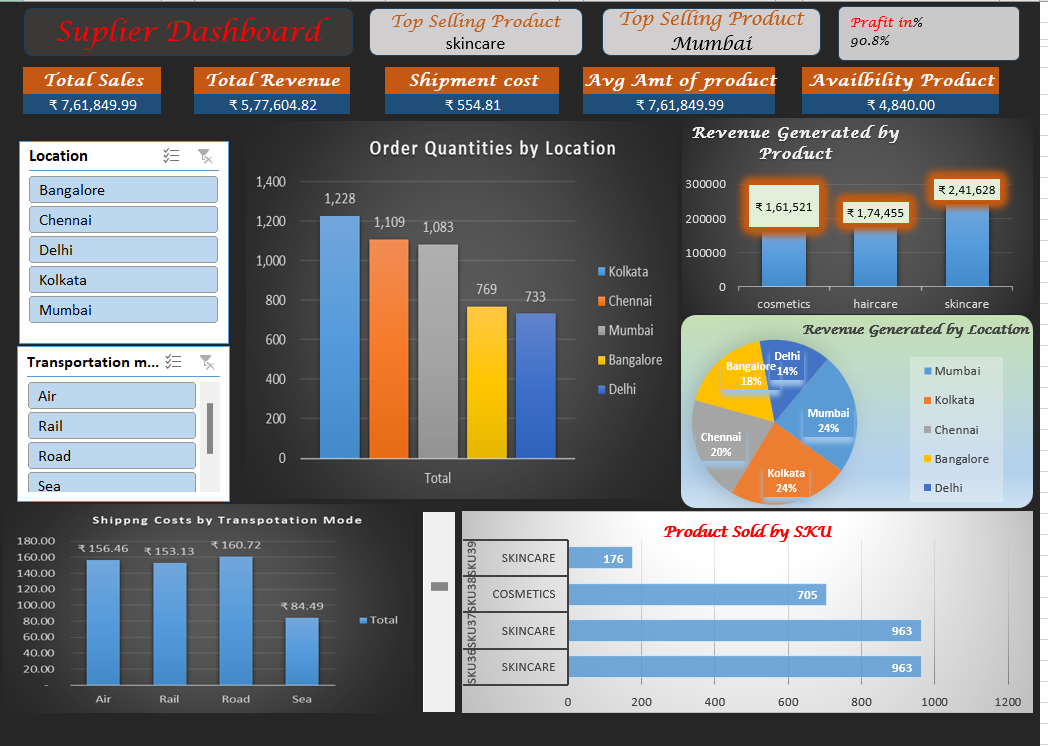 Suplier Dashboard
Top Selling Product
skincare
Top Selling Product
Mumbai
Prafit in%
90.8%
Total Sales
₹ 7,61,849.99
Total Revenue
₹ 5,77,604.82
Shipment cost
₹ 554.81
Avg Amt of product
₹ 7,61,849.99
Availbility Product
₹ 4,840.00
Location
Bangalore
Chennai
Delhi
Kolkata
Mumbai
Transportation m...
Air
Rail
Road
Sea
Order Quantities by Location
1,400
1,200
1,000
800
600
400
200
0
1,228
1,109
1,083
769
733
Total
Kolkata
Chennai
Mumbai
Bangalore
Delhi
Revenue Generated by
Product
300000
200000
100000
0
₹ 1,61,521
₹ 1,74,455
₹ 2,41,628
cosmetics
haircare
skincare
Revenue Generated by Location
Delhi
14%
Bangalore
18%
Mumbai
24%
Chennai
20%
Kolkata
24%
Mumbai
Kolkata
Chennai
Bangalore
Delhi
Shippng Costs by Transpotation Mode
180.00
160.00
140.00
120.00
100.00
80.00
60.00
40.00
20.00
-
₹ 156.46
₹ 153.13
₹ 160.72
₹ 84.49
Air
Rail
Road
Sea
Total
Product Sold by SKU
SKU39
SKINCARE
176
SKU38
COSMETICS
705
SKU37
SKINCARE
963
SKU36
SKINCARE
963
0
200
400
600
800
1000
1200